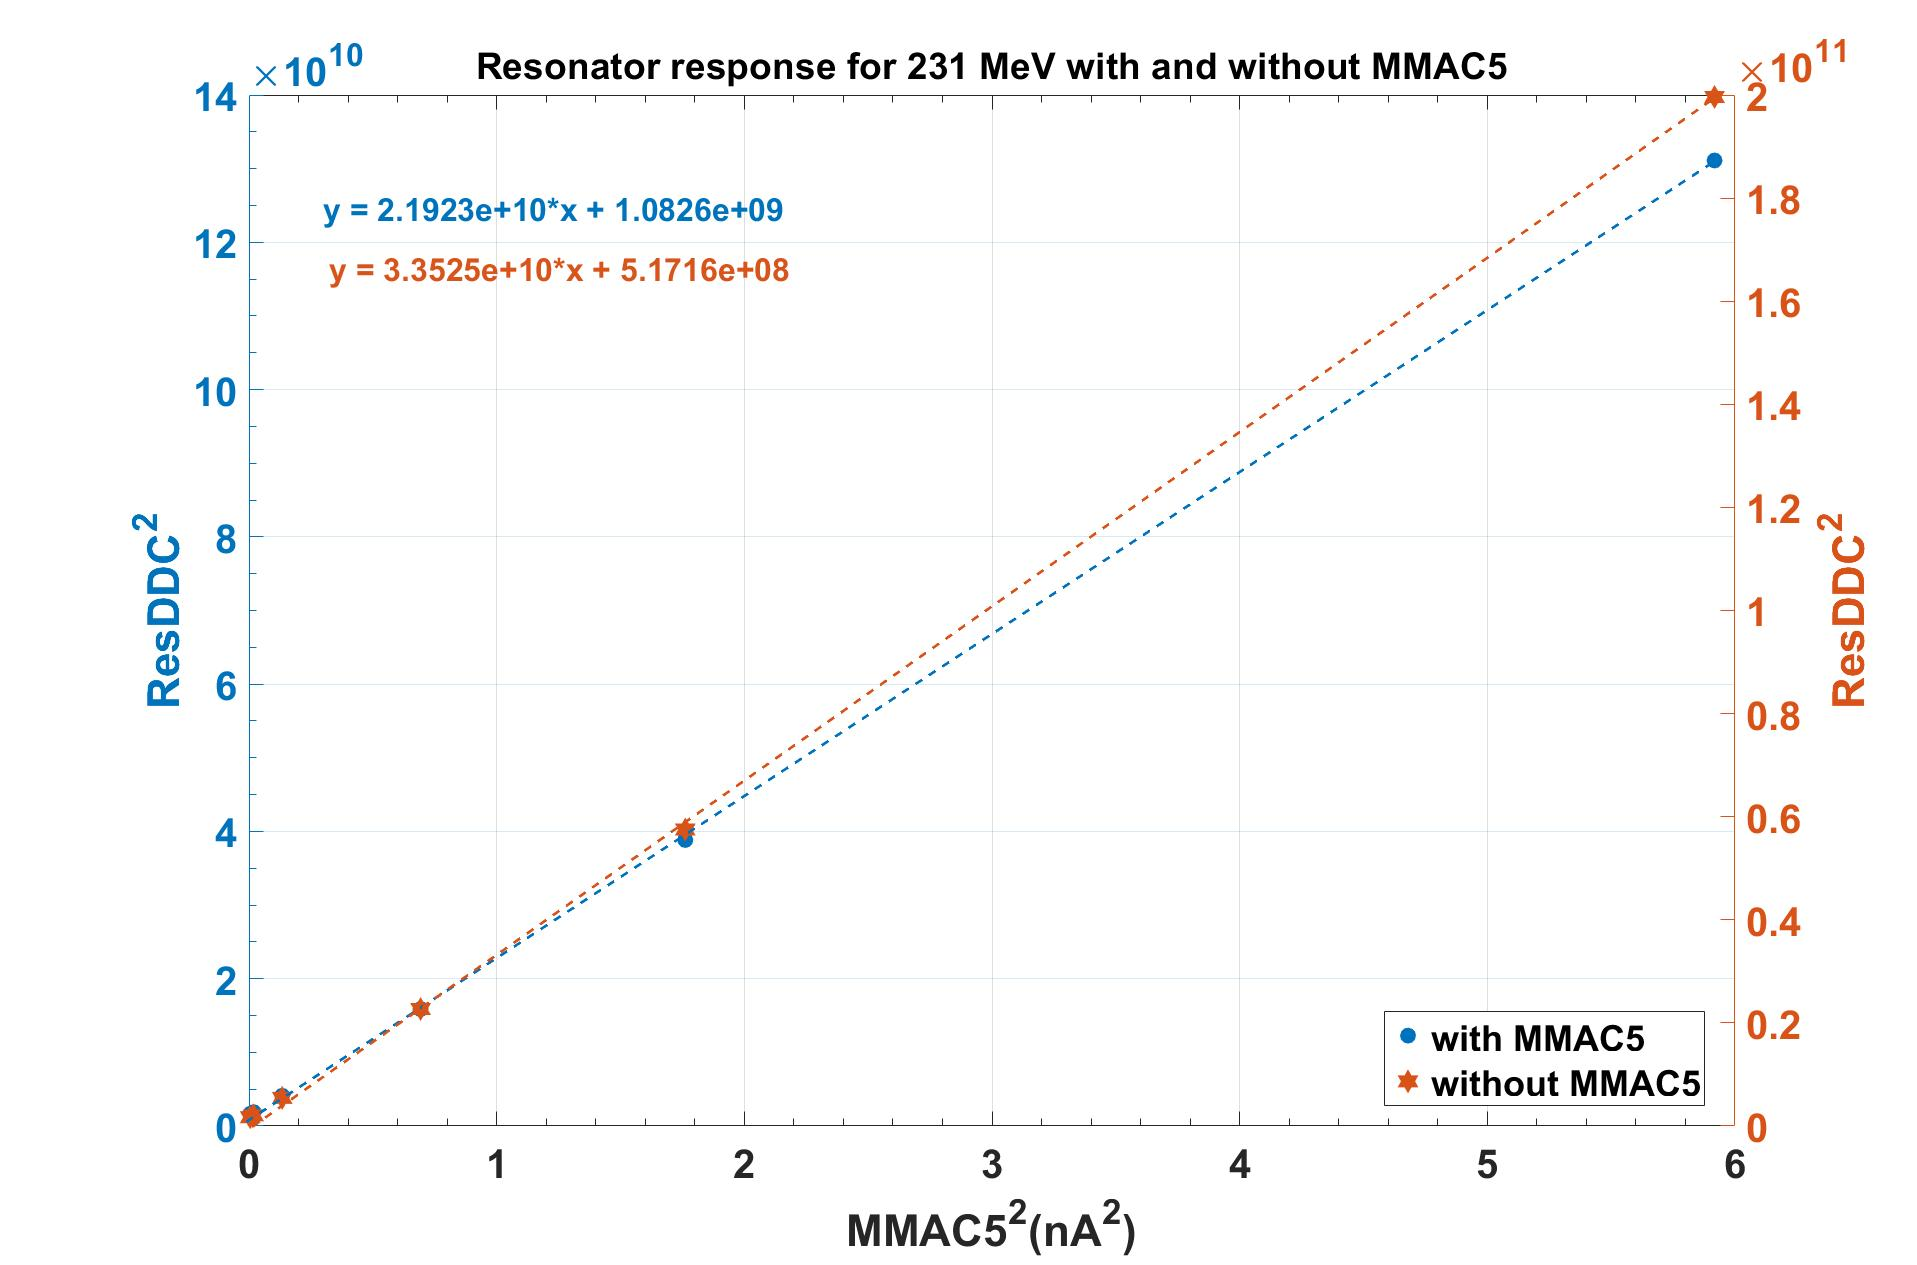 Resonator response for 231 MeV with and without MMAC5
×10^10
×10^11
y = 2.1923e+10*x + 1.0826e+09
y = 3.3525e+10*x + 5.1716e+08
14
12
10
8
6
4
2
0
ResDDC^2
2
1.8
1.6
1.4
1.2
1
0.8
0.6
0.4
0.2
0
ResDDC^2
with MMAC5
without MMAC5
0 1 2 3 4 5 6
MMAC5^2(nA^2)